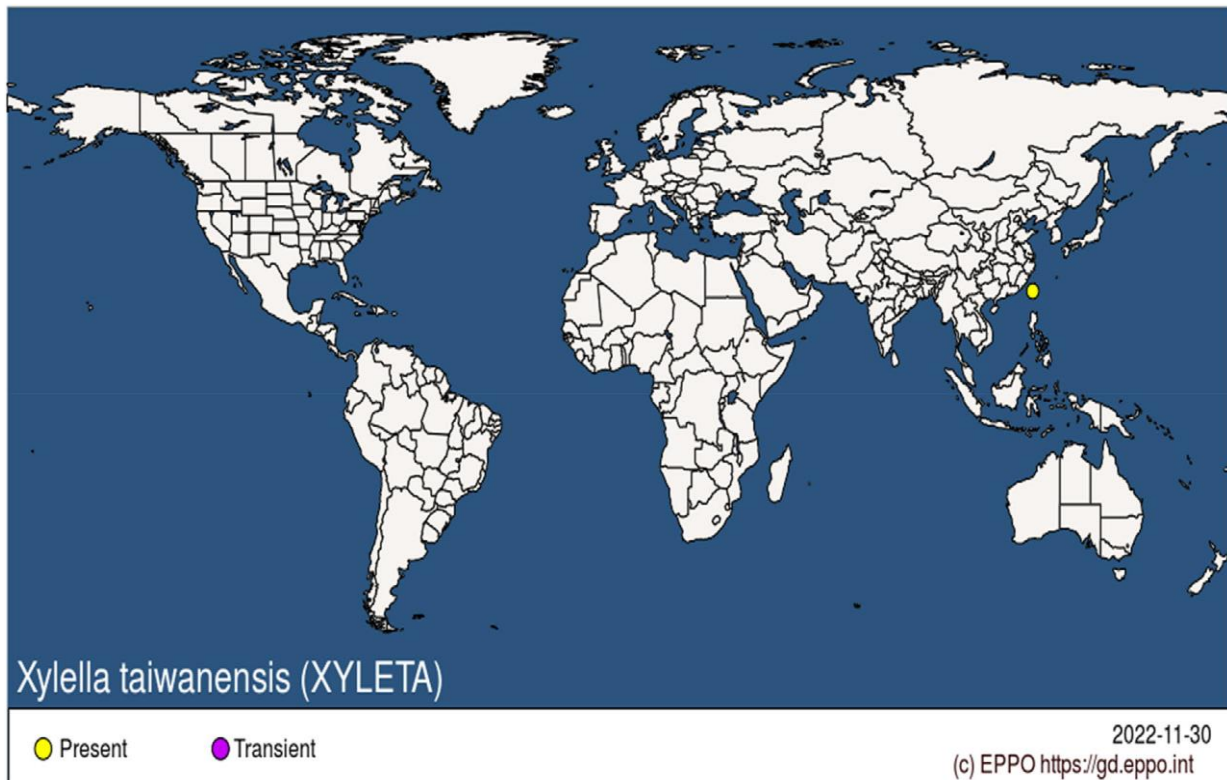 Xylella taiwanensis (XYLETA)
Present
Transient
2022-11-30
(c) EPPO https://gd.eppo.int